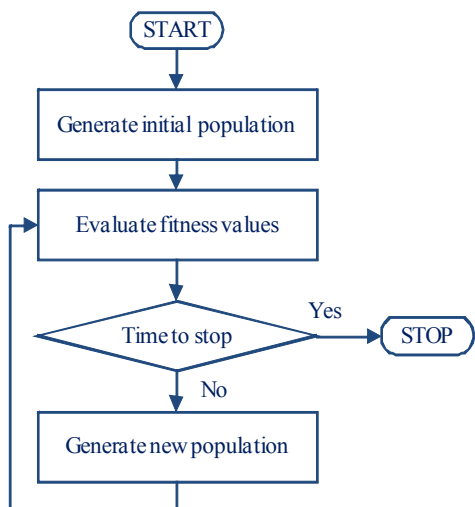 START
Generate initial population
Evaluate fitness values
Time to stop
Yes
STOP
No
Generate new population